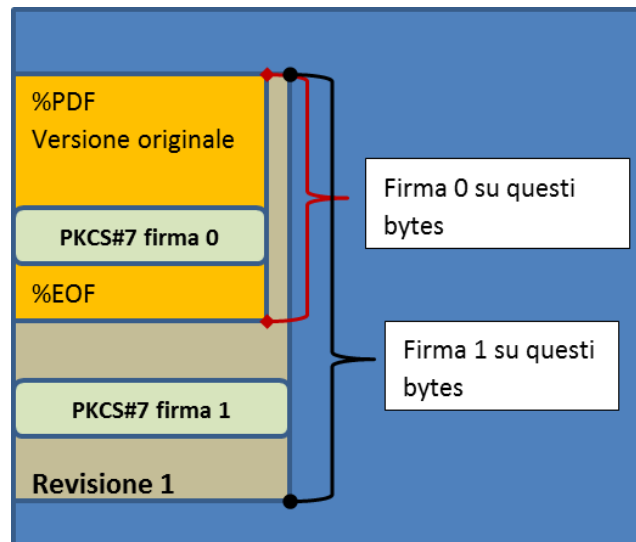 %PDF
Versione originale
PKCS#7 firma 0
%EOF
Firma 0 su questi
bytes
PKCS#7 firma 1
Revisione 1
Firma 1 su questi
bytes